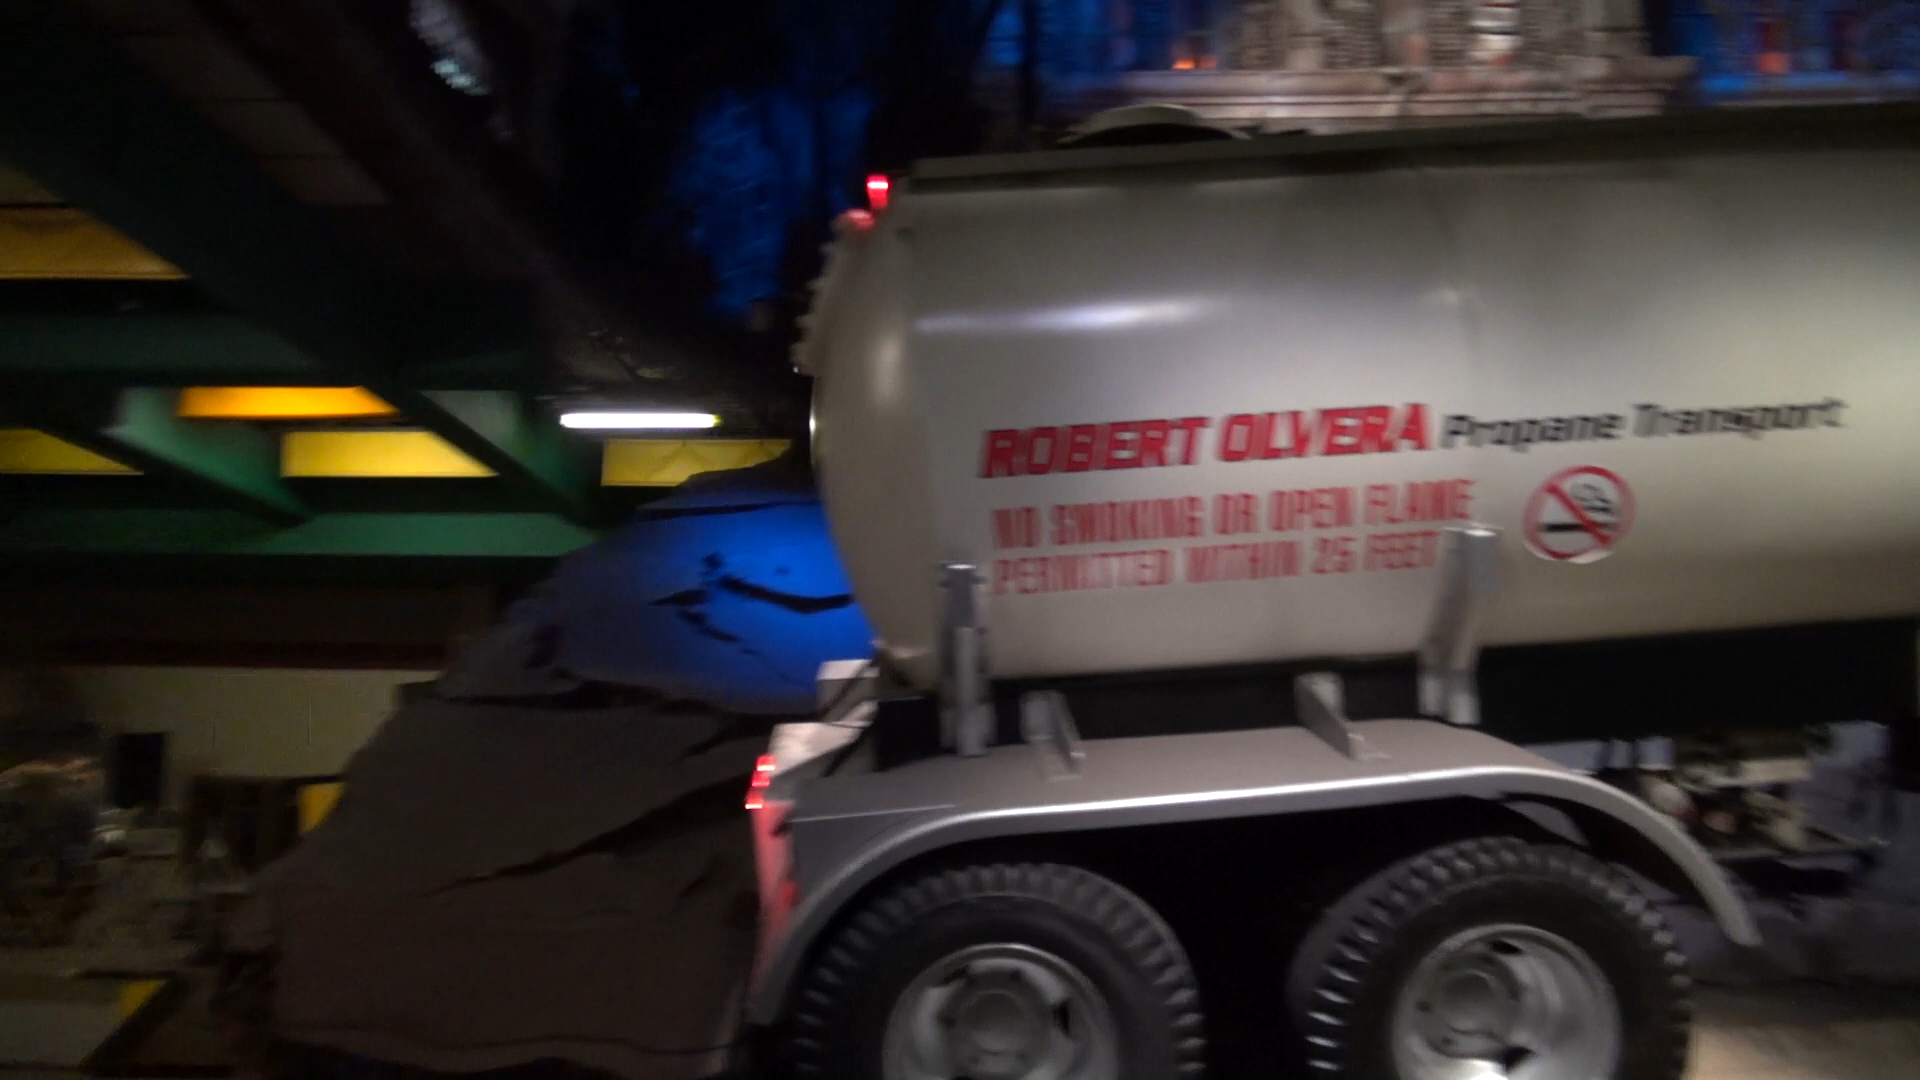 ROBERT OLVERA Propane Transport
NO SMOKING OR OPEN FLAME
PERMITTED WITHIN 25 FEET